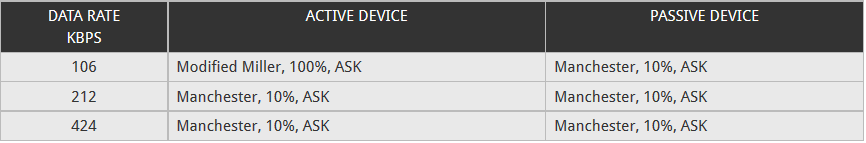 DATA RATE ACTIVE DEVICE PASSIVE DEVICE
KBPS
106 Modified Miller, 100%, ASK Manchester, 10%, ASK
212 Manchester, 10%, ASK Manchester, 10%, ASK
424 Manchester, 10%, ASK Manchester, 10%, ASK